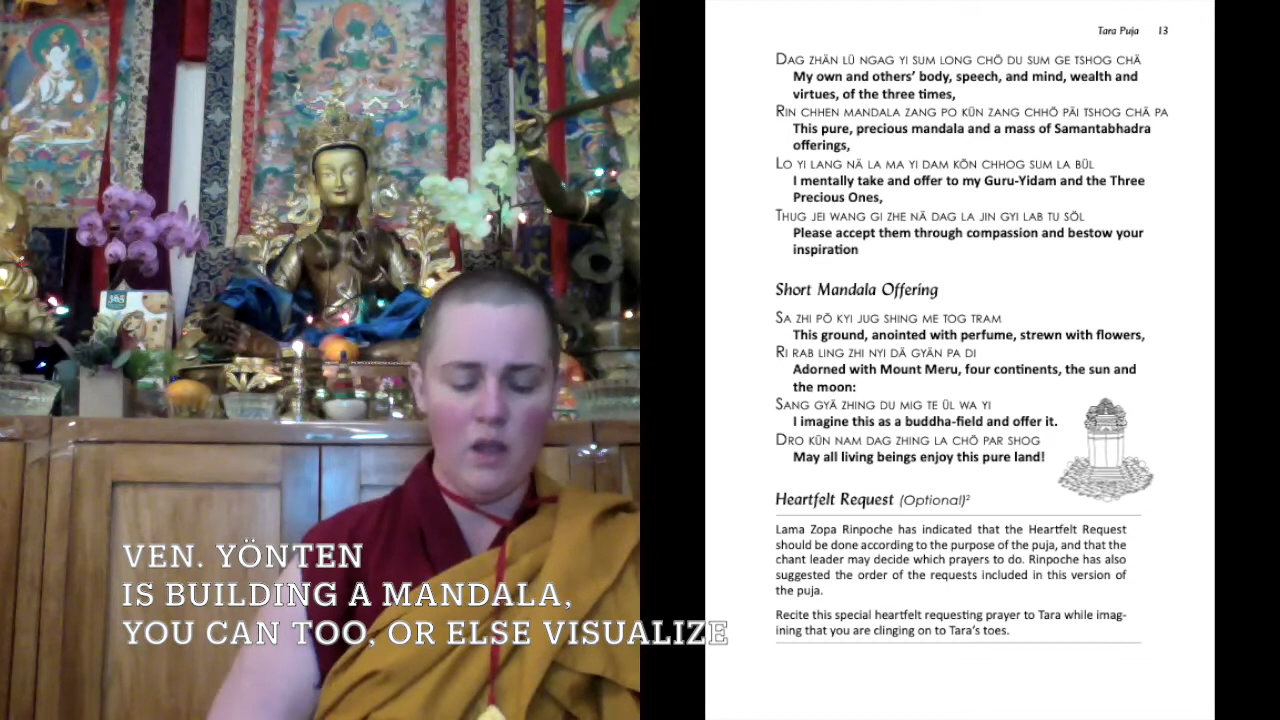 365
VEN. YÖNTEN
IS BUILDING A MANDALA,
YOU CAN TOO, OR ELSE VISUALIZE
Tara Puja 13
DAG ZHÄN LÜ NGAG YI SUM LONG CHÖ DU SUM GE TSHOG CHÄ
My own and others’ body, speech, and mind, wealth and
virtues, of the three times,
RIN CHHEN MANDALA ZANG PO KÜN ZANG CHHÖ PÄI TSHOG CHÄ PA
This pure, precious mandala and a mass of Samantabhadra
offerings,
LO YI LANG NÄ LA MA YI DAM KÖN CHHOG SUM LA BÜL
I mentally take and offer to my Guru-Yidam and the Three
Precious Ones,
THUG JEI WANG GI ZHE NÄ DAG LA JIN GYI LAB TU SÖL
Please accept them through compassion and bestow your
inspiration
Short Mandala Offering
SA ZHI PÖ KYI JUG SHING ME TOG TRAM
This ground, anointed with perfume, strewn with flowers,
RI RAB LING ZHI NYI DÄ GYÄN PA DI
Adorned with Mount Meru, four continents, the sun and
the moon:
SANG GYÄ ZHING DU MIG TE ÜL WA YI
I imagine this as a buddha-field and offer it.
DRO KÜN NAM DAG ZHING LA CHÖ PAR SHOG
May all living beings enjoy this pure land!
Heartfelt Request (Optional)²
Lama Zopa Rinpoche has indicated that the Heartfelt Request
should be done according to the purpose of the puja, and that the
chant leader may decide which prayers to do. Rinpoche has also
suggested the order of the requests included in this version of
the puja.
Recite this special heartfelt requesting prayer to Tara while imag-
ining that you are clinging on to Tara’s toes.